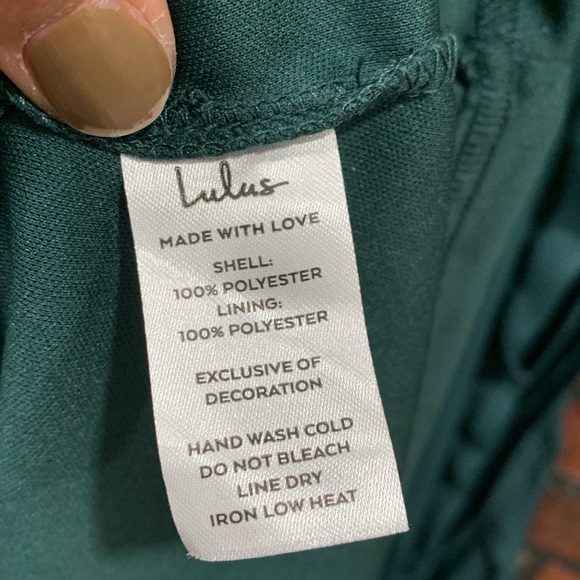 Lulus
MADE WITH LOVE
SHELL:
100% POLYESTER
LINING:
100% POLYESTER
EXCLUSIVE OF
DECORATION
HAND WASH COLD
DO NOT BLEACH
LINE DRY
IRON LOW HEAT